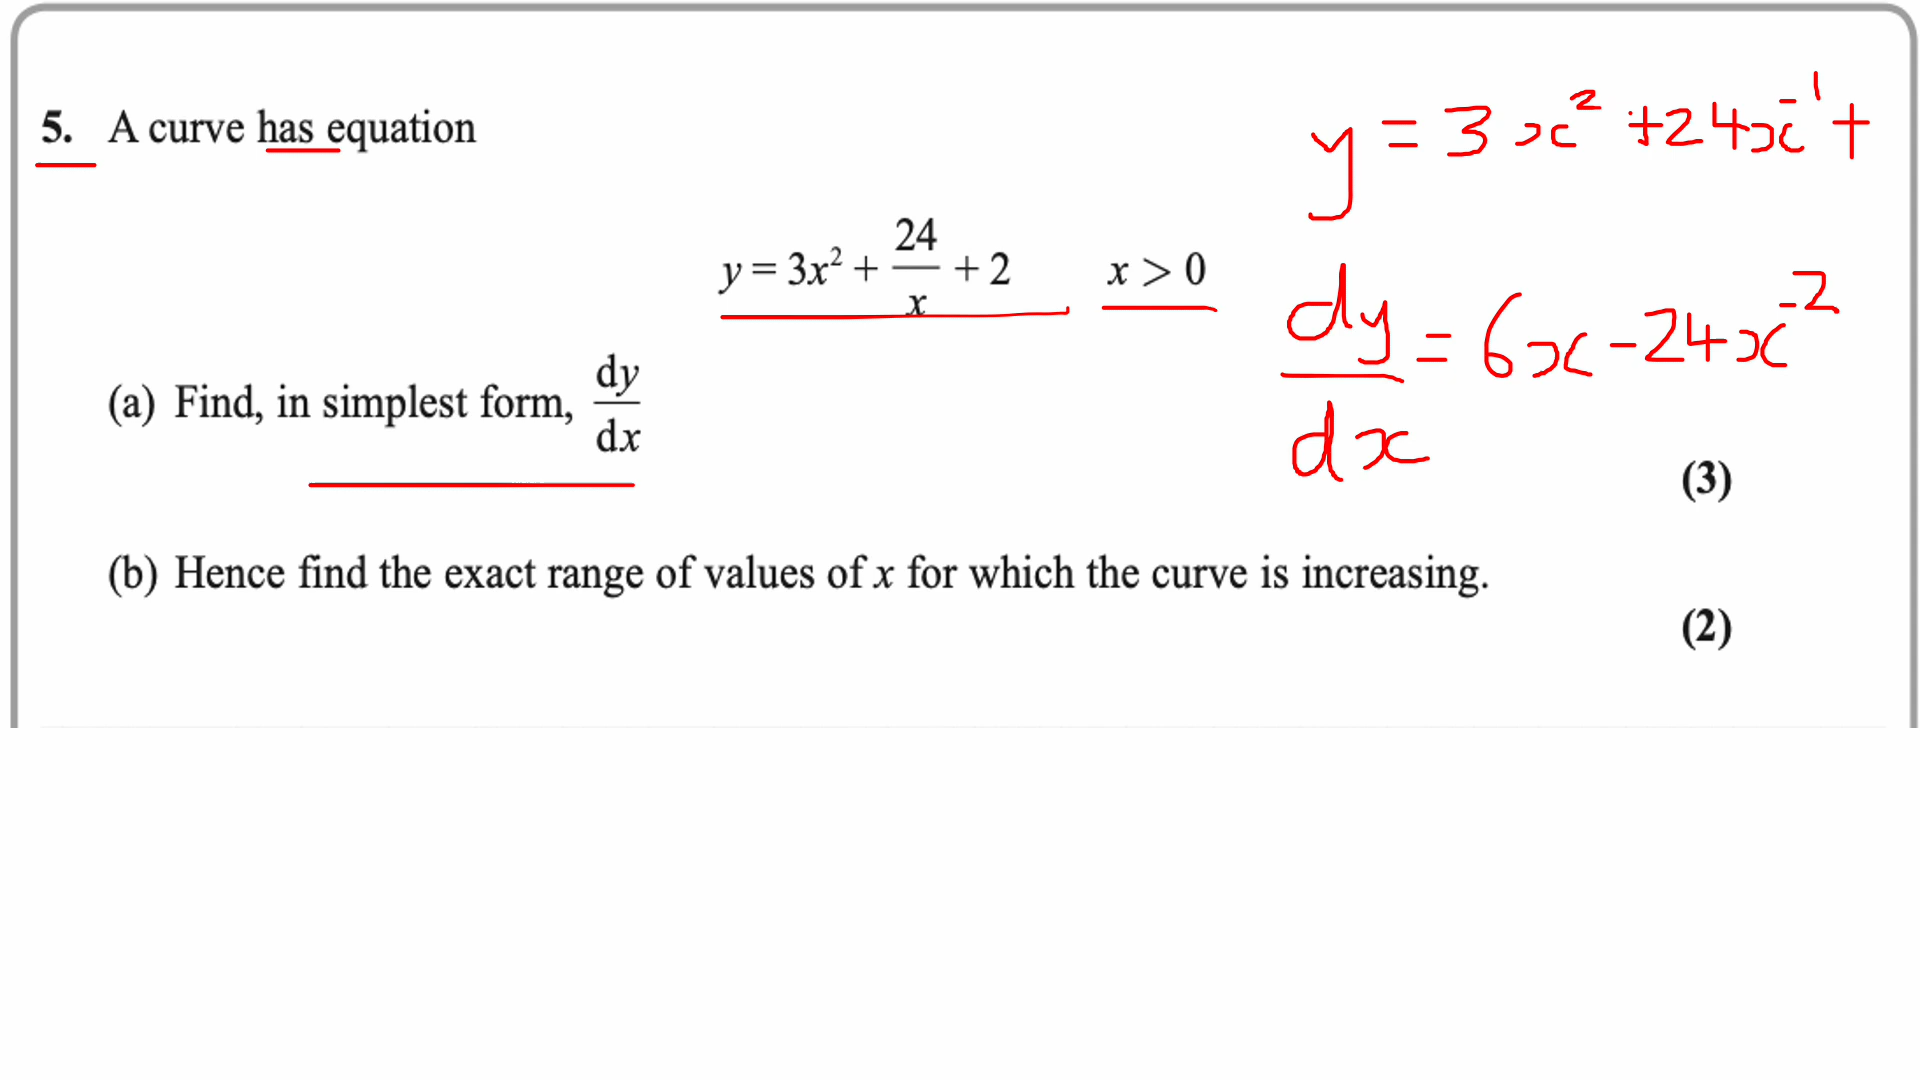 5. A curve has equation
y = 3x² + 24/x + 2    x > 0
(a) Find, in simplest form, dy/dx
(3)
(b) Hence find the exact range of values of x for which the curve is increasing.
(2)
y = 3x² + 24x⁻¹ +
dy/dx = 6x - 24x⁻²